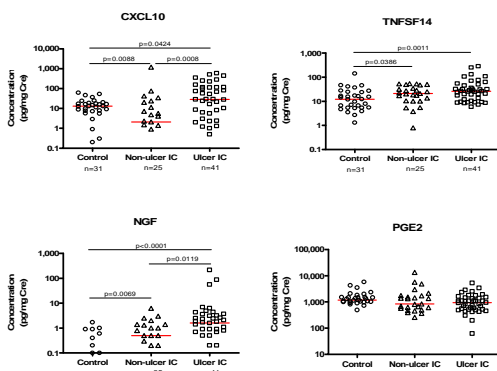 CXCL10
p=0.0424
p=0.0088
p=0.0008
10,000
1,000
100
10
1
0.1
Concentration
(pg/mg Cre)
Control
Non-ulcer IC
Ulcer IC
n=31
n=25
n=41
TNFSF14
p=0.0011
p=0.0386
1,000
100
10
1
0.1
Concentration
(pg/mg Cre)
Control
Non-ulcer IC
Ulcer IC
n=31
n=25
n=41
NGF
p<0.0001
p=0.0119
p=0.0069
1,000
100
10
1
0.1
Concentration
(pg/mg Cre)
Control
Non-ulcer IC
Ulcer IC
PGE2
100,000
10,000
1,000
100
10
Concentration
(pg/mg Cre)
Control
Non-ulcer IC
Ulcer IC